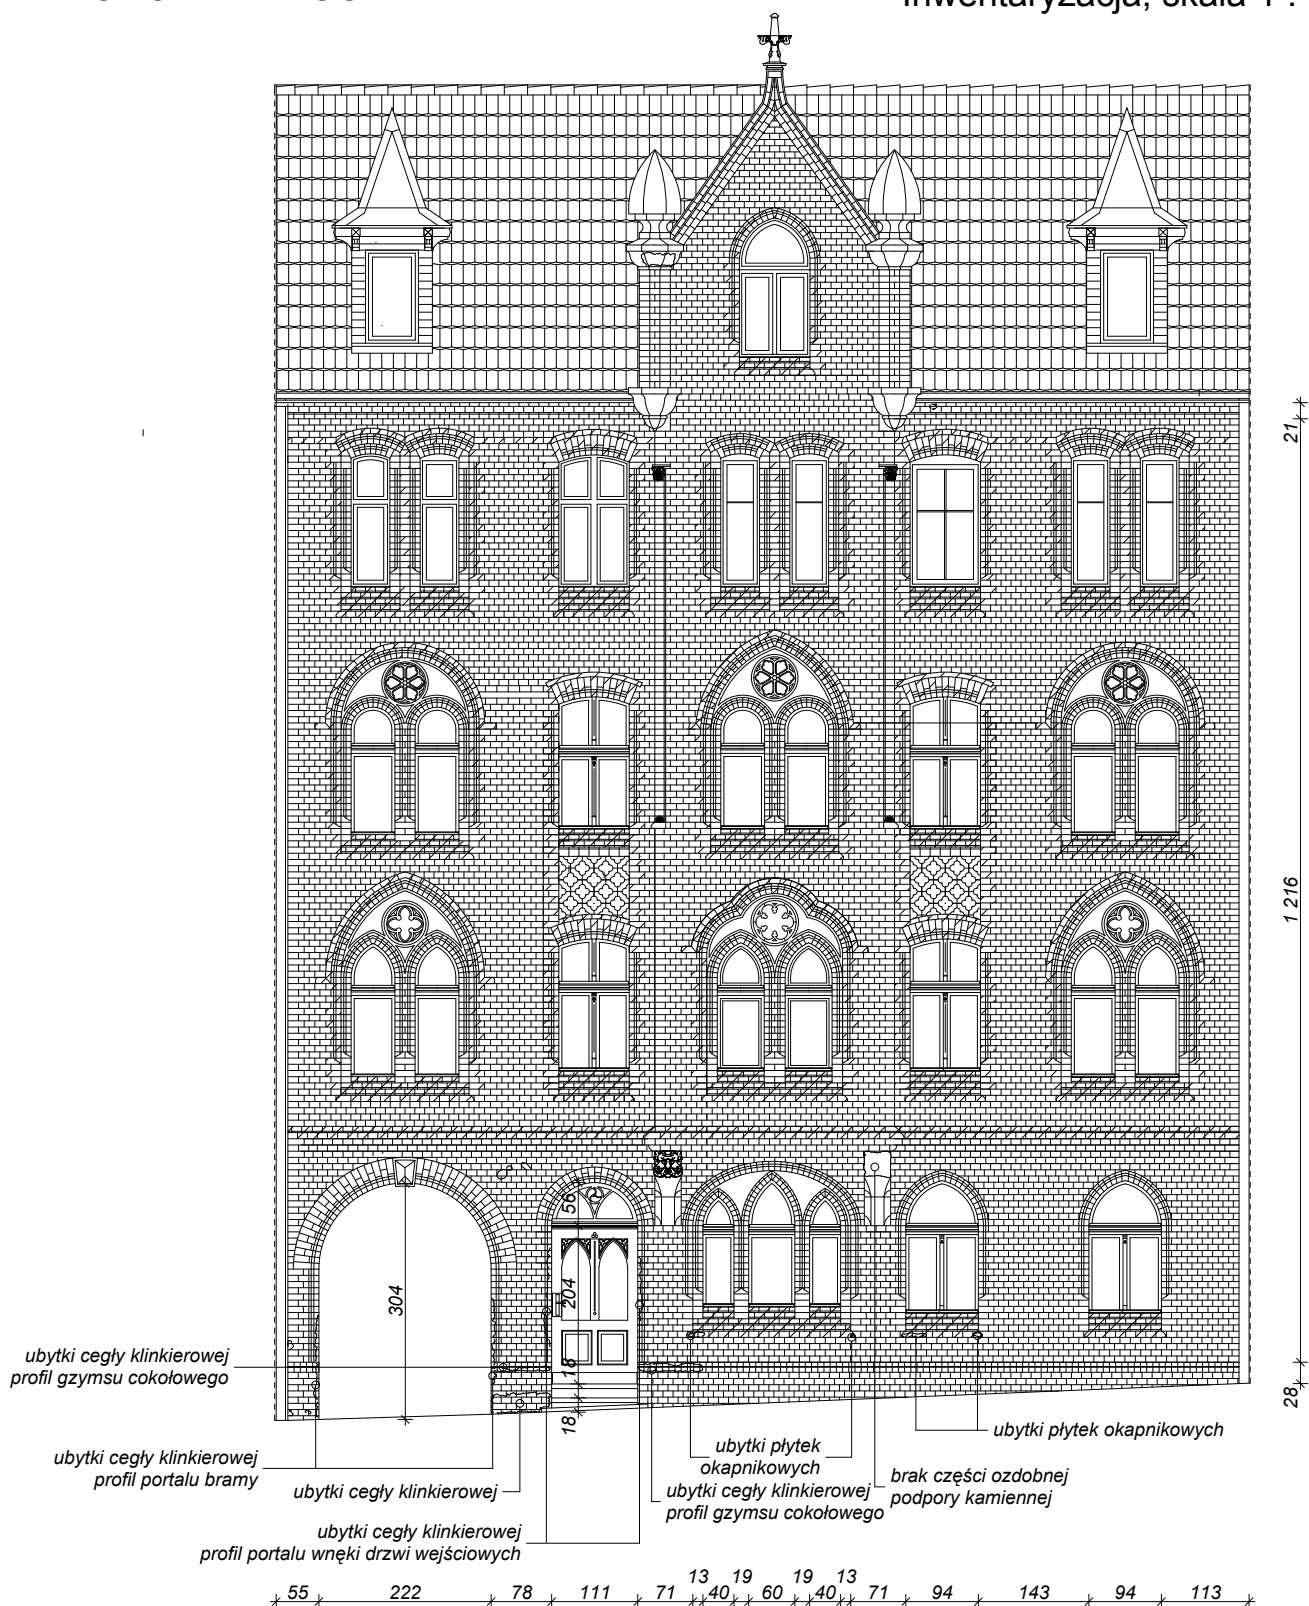 inwentaryzacja, skala 1 :
21
1 216
28
56
204
18
18
304
ubytki cegły klinkierowej
profil gzymsu cokołowego
ubytki cegły klinkierowej
profil portalu bramy
ubytki cegły klinkierowej
ubytki cegły klinkierowej
profil portalu wnęki drzwi wejściowych
ubytki płytek
okapnikowych
ubytki cegły klinkierowej
profil gzymsu cokołowego
brak części ozdobnej
podpory kamiennej
ubytki płytek okapnikowych
55 222 78 111 71 13 40 19 60 19 40 13 71 94 143 94 113